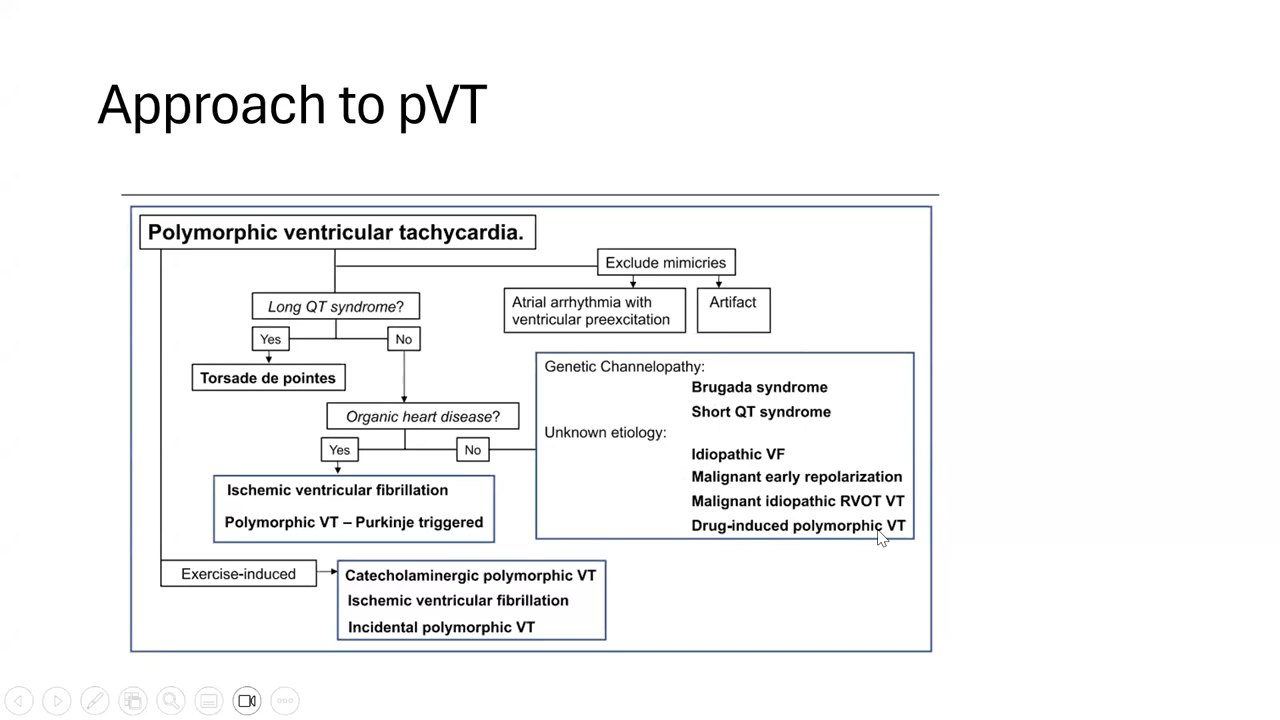 Approach to pVT
Polymorphic ventricular tachycardia.
Exclude mimicries
Atrial arrhythmia with
ventricular preexcitation
Artifact
Long QT syndrome?
Yes
No
Torsade de pointes
Organic heart disease?
Yes
No
Ischemic ventricular fibrillation
Polymorphic VT – Purkinje triggered
Genetic Channelopathy:
Brugada syndrome
Short QT syndrome
Unknown etiology:
Idiopathic VF
Malignant early repolarization
Malignant idiopathic RVOT VT
Drug-induced polymorphic VT
Exercise-induced
Catecholaminergic polymorphic VT
Ischemic ventricular fibrillation
Incidental polymorphic VT